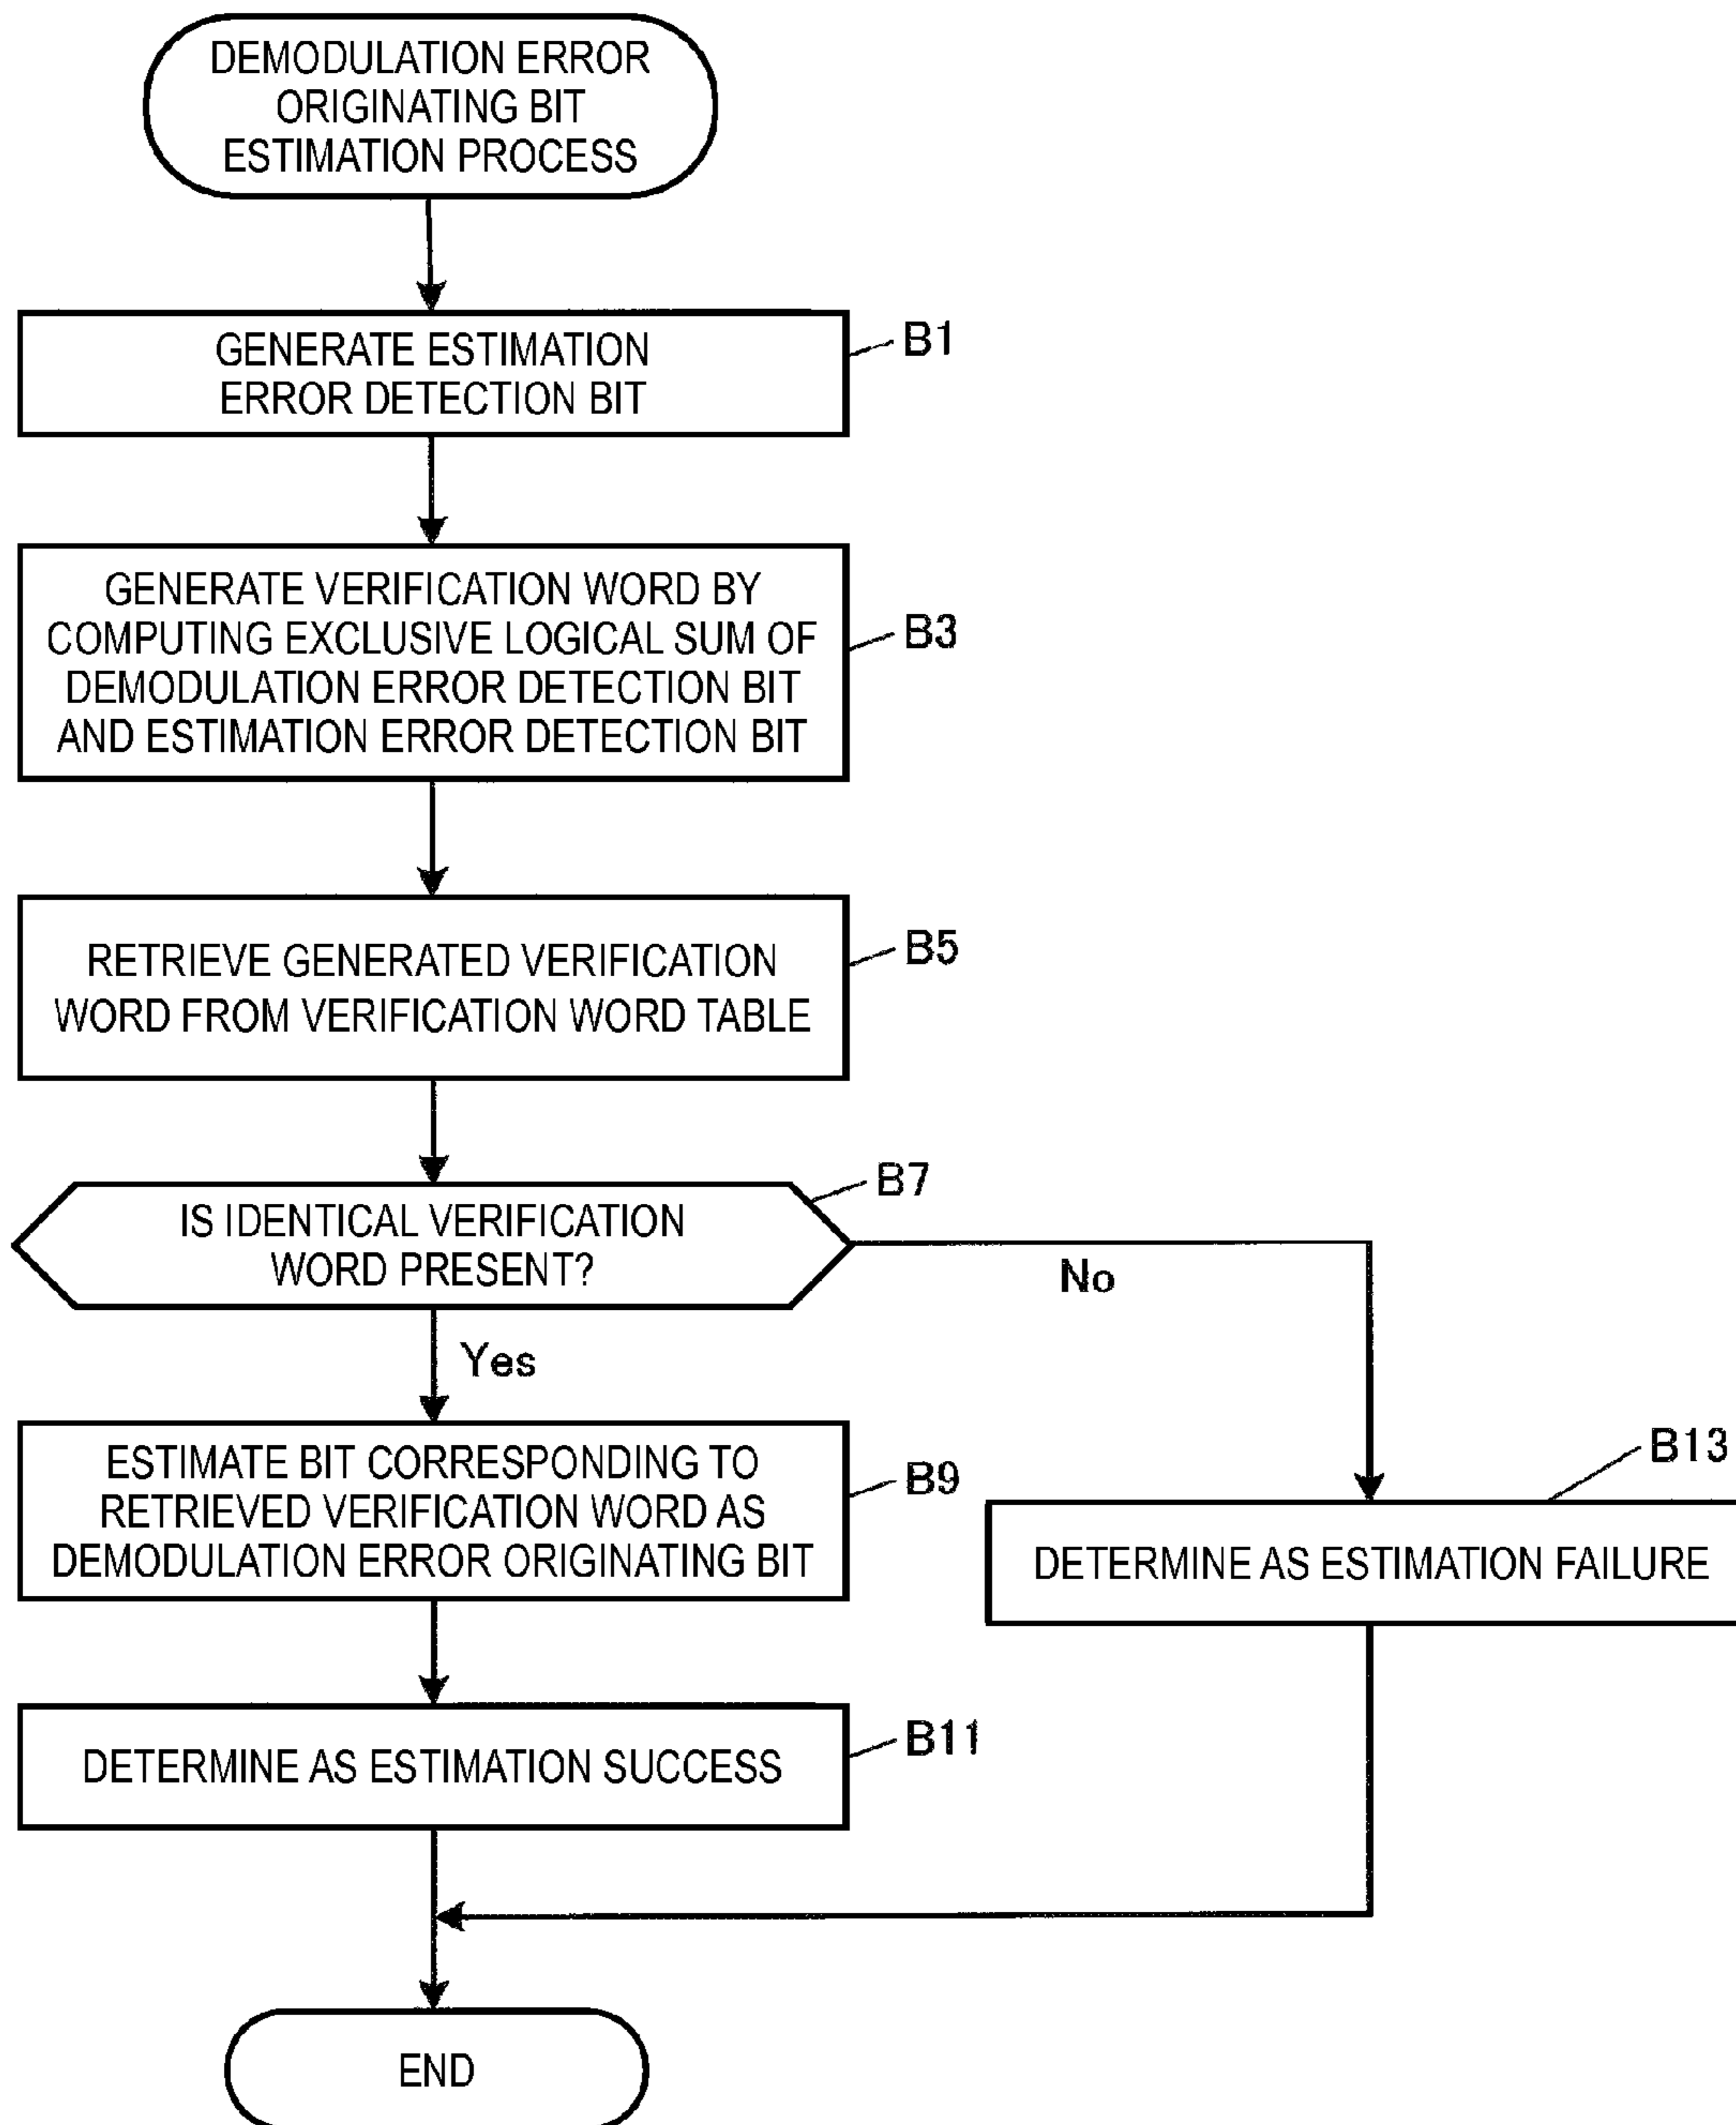 DEMODULATION ERROR
ORIGINATING BIT
ESTIMATION PROCESS
GENERATE ESTIMATION
ERROR DETECTION BIT
B1
GENERATE VERIFICATION WORD BY
COMPUTING EXCLUSIVE LOGICAL SUM OF
DEMODULATION ERROR DETECTION BIT
AND ESTIMATION ERROR DETECTION BIT
B3
RETRIEVE GENERATED VERIFICATION
WORD FROM VERIFICATION WORD TABLE
B5
IS IDENTICAL VERIFICATION
WORD PRESENT?
B7
No
Yes
ESTIMATE BIT CORRESPONDING TO
RETRIEVED VERIFICATION WORD AS
DEMODULATION ERROR ORIGINATING BIT
B9
B13
DETERMINE AS ESTIMATION FAILURE
DETERMINE AS ESTIMATION SUCCESS
B11
END